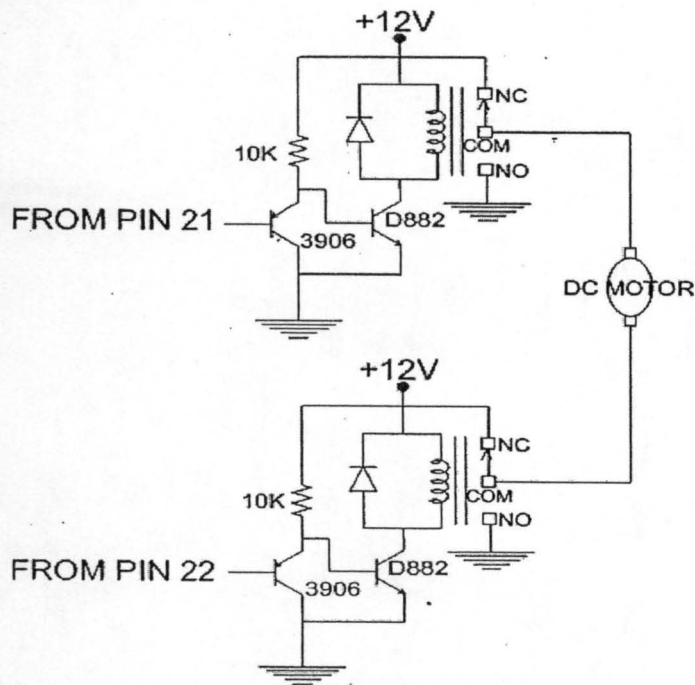 +12V
NC
10K
COM
NO
FROM PIN 21
D882
3906
DC MOTOR
+12V
NC
10K
COM
NO
FROM PIN 22
D882
3906